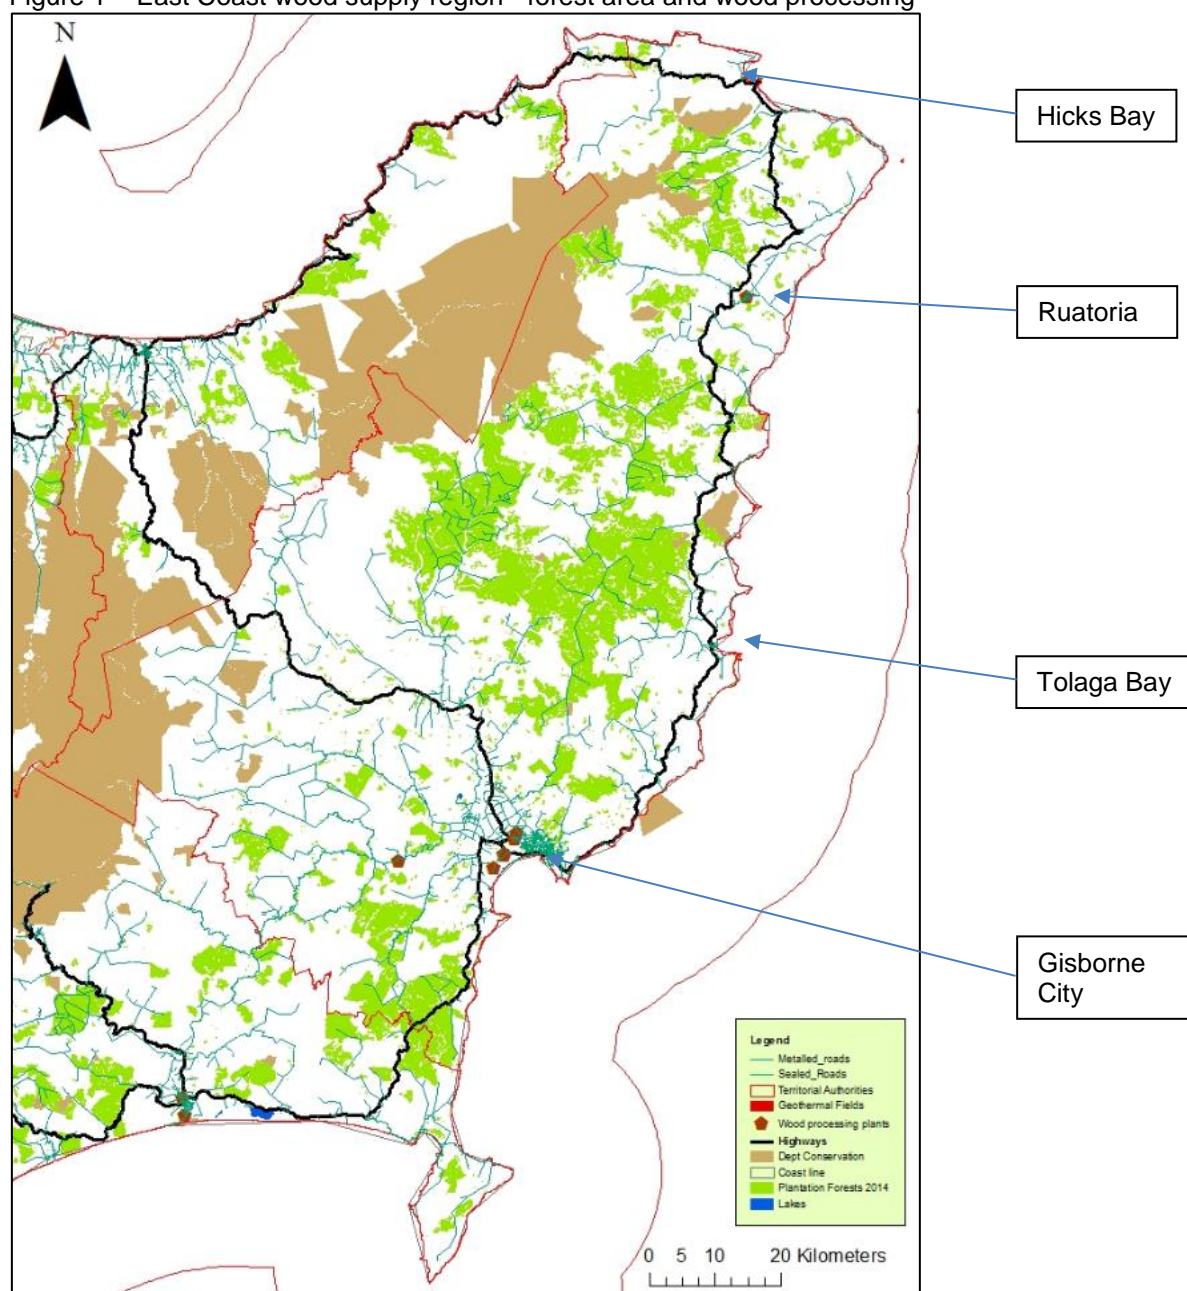 Figure 1 – East Coast wood supply region - forest area and wood processing
N
Hicks Bay
Ruatoria
Tolaga Bay
Gisborne
City
Legend
Metalled_roads
Sealed_Roads
Territorial Authorities
Geothermal Fields
Wood processing plants
Highways
Dept Conservation
Coast line
Plantation Forests 2014
Lakes
0 5 10 20 Kilometers